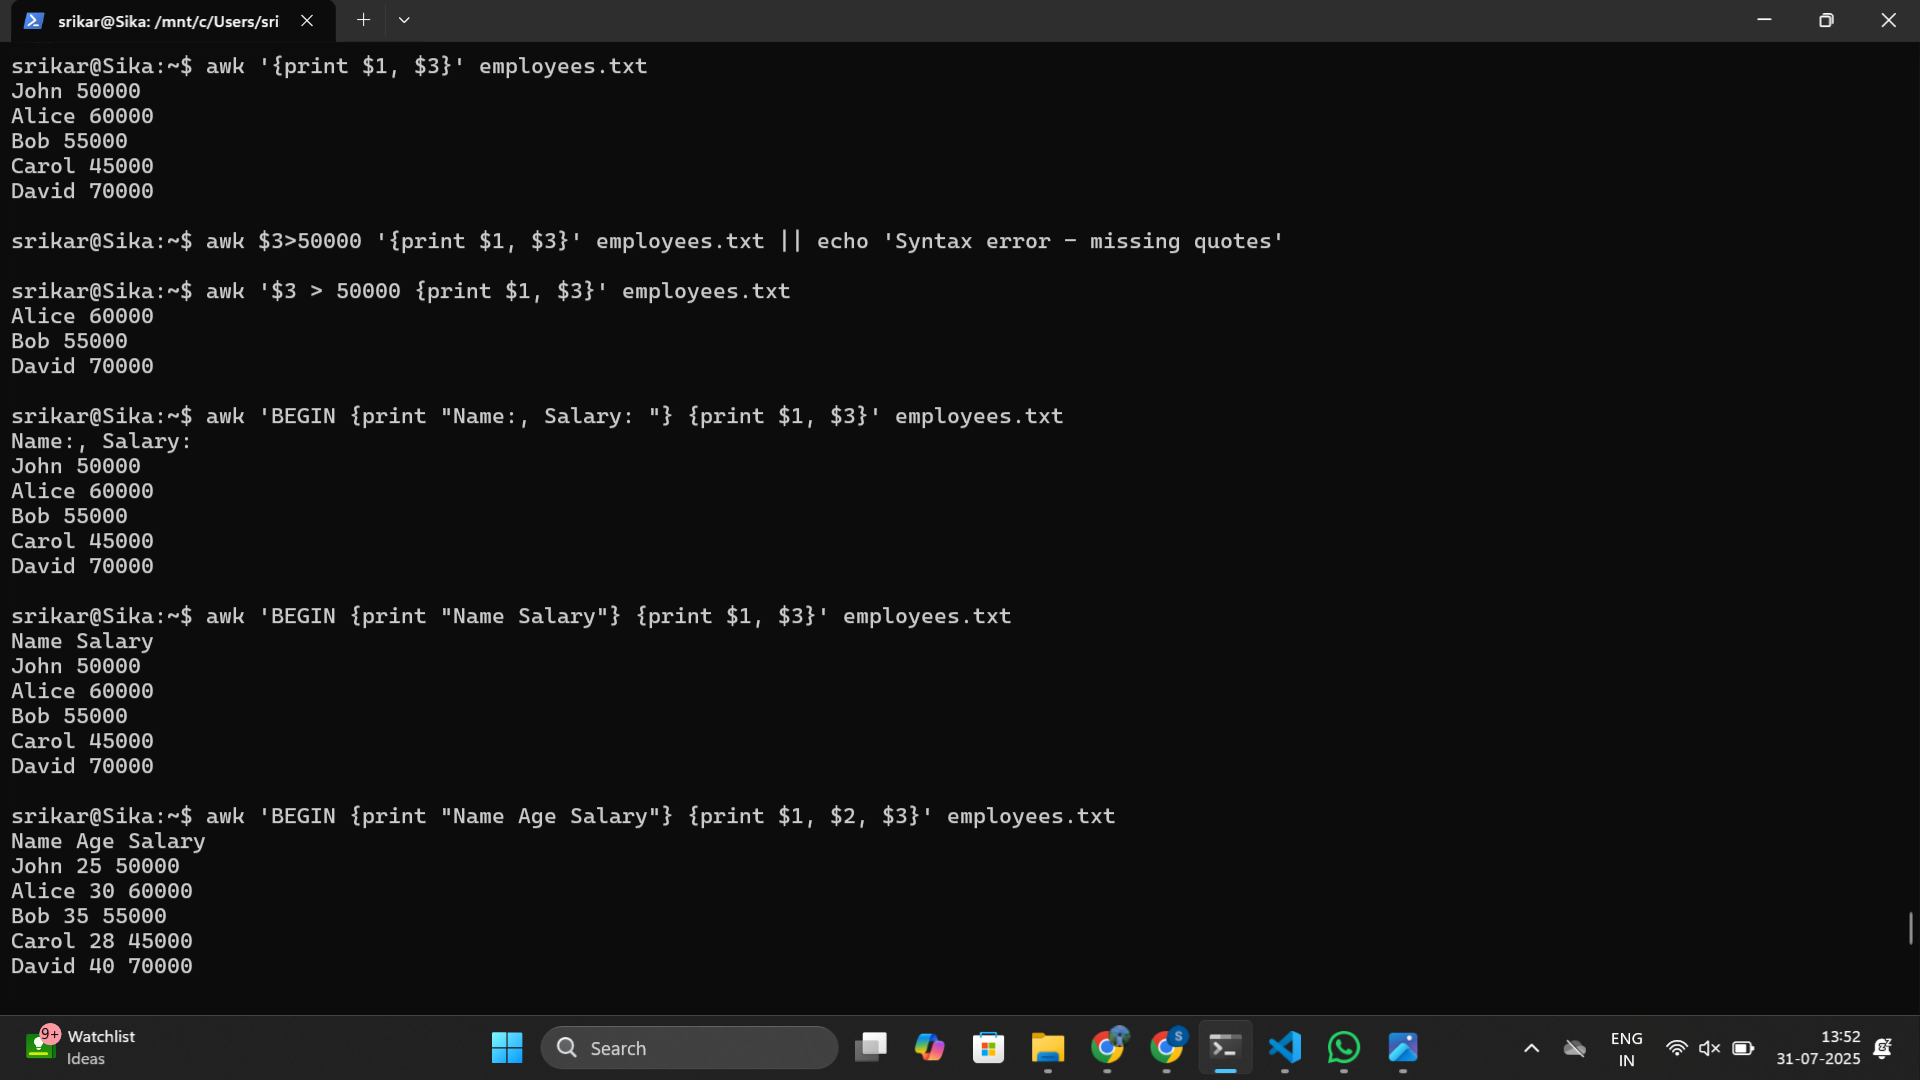 srikar@Sika: /mnt/c/Users/sri
srikar@Sika:~$ awk '{print $1, $3}' employees.txt
John 50000
Alice 60000
Bob 55000
Carol 45000
David 70000
srikar@Sika:~$ awk $3>50000 '{print $1, $3}' employees.txt || echo 'Syntax error - missing quotes'
srikar@Sika:~$ awk '$3 > 50000 {print $1, $3}' employees.txt
Alice 60000
Bob 55000
David 70000
srikar@Sika:~$ awk 'BEGIN {print "Name:, Salary: "} {print $1, $3}' employees.txt
Name:, Salary:
John 50000
Alice 60000
Bob 55000
Carol 45000
David 70000
srikar@Sika:~$ awk 'BEGIN {print "Name Salary"} {print $1, $3}' employees.txt
Name Salary
John 50000
Alice 60000
Bob 55000
Carol 45000
David 70000
srikar@Sika:~$ awk 'BEGIN {print "Name Age Salary"} {print $1, $2, $3}' employees.txt
Name Age Salary
John 25 50000
Alice 30 60000
Bob 35 55000
Carol 28 45000
David 40 70000
9+
Watchlist
Ideas
Search
S
ENG
IN
13:52
31-07-2025